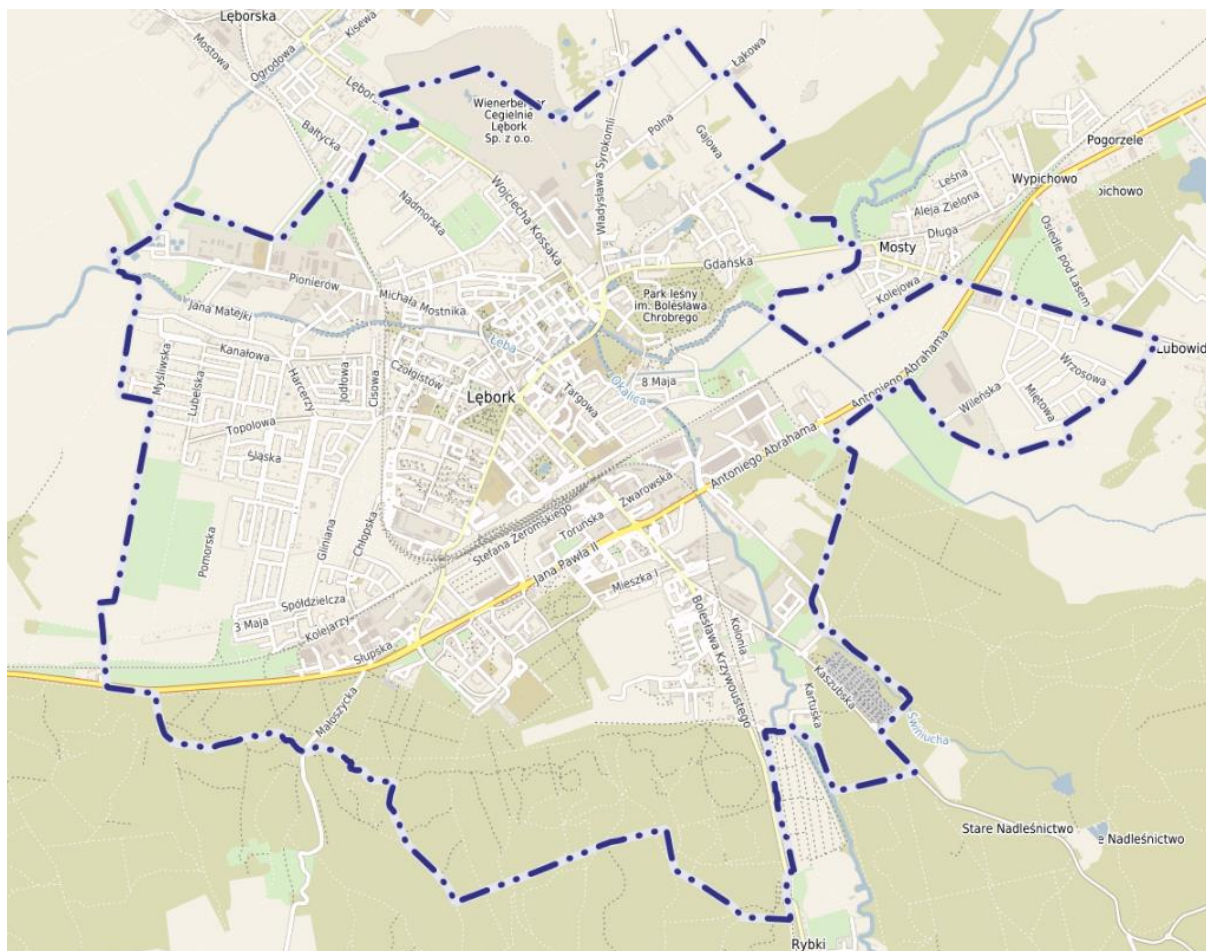 Lęborska
Mostowa
Ogrodowa
Kisewa
Lęborska
Bałtycka
Wienerberger
Cegielnie
Lębork
Sp. z o.o.
Władysława Syrokomli
Polna
Łąkowa
Gajowa
Pogorzele
Wypichowo
Leśna
Aleja Zielona
Długa
Mosty
Osiedle pod Lasem
Wojciecha Kossaka
Nadmorska
Gdańska
Kolejowa
Pionierów
Michała Mostnika
Park leśny
im. Bolesława
Chrobrego
Jana Matejki
Kanałowa
Myśliwska
Lubelska
Harcerzy
Jodłowa
Cisowa
Czołgistów
Łeba
Okalica
Targowa
8 Maja
Lębork
Topolowa
Śląska
Antoniego Abrahama
Antoniego Abrahama
Antoniego Abrahama
Wileńska
Miętowa
Wrzosowa
Pomorska
Gliniana
Chłopska
Stefana Żeromskiego
Toruńska
Zwarowska
Jana Pawła II
Mieszka I
Spółdzielcza
3 Maja
Kolejarzy
Słupska
Małoszycka
Bolesława Krzywoustego
Kolonia
Kaszubska
Kartuska
Świniucha
Stare Nadleśnictwo
e Nadleśnictwo
Rybki